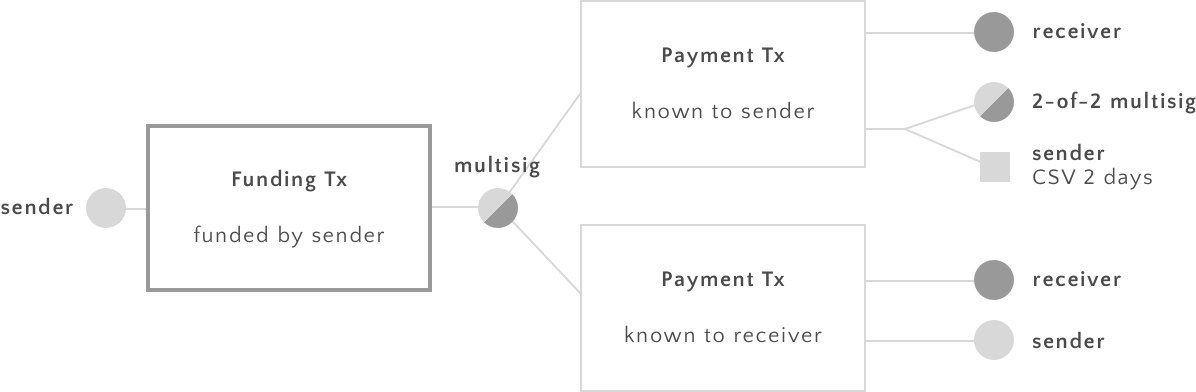 sender
Funding Tx
funded by sender
multisig
Payment Tx
known to sender
receiver
2-of-2 multisig
sender
CSV 2 days
Payment Tx
known to receiver
receiver
sender